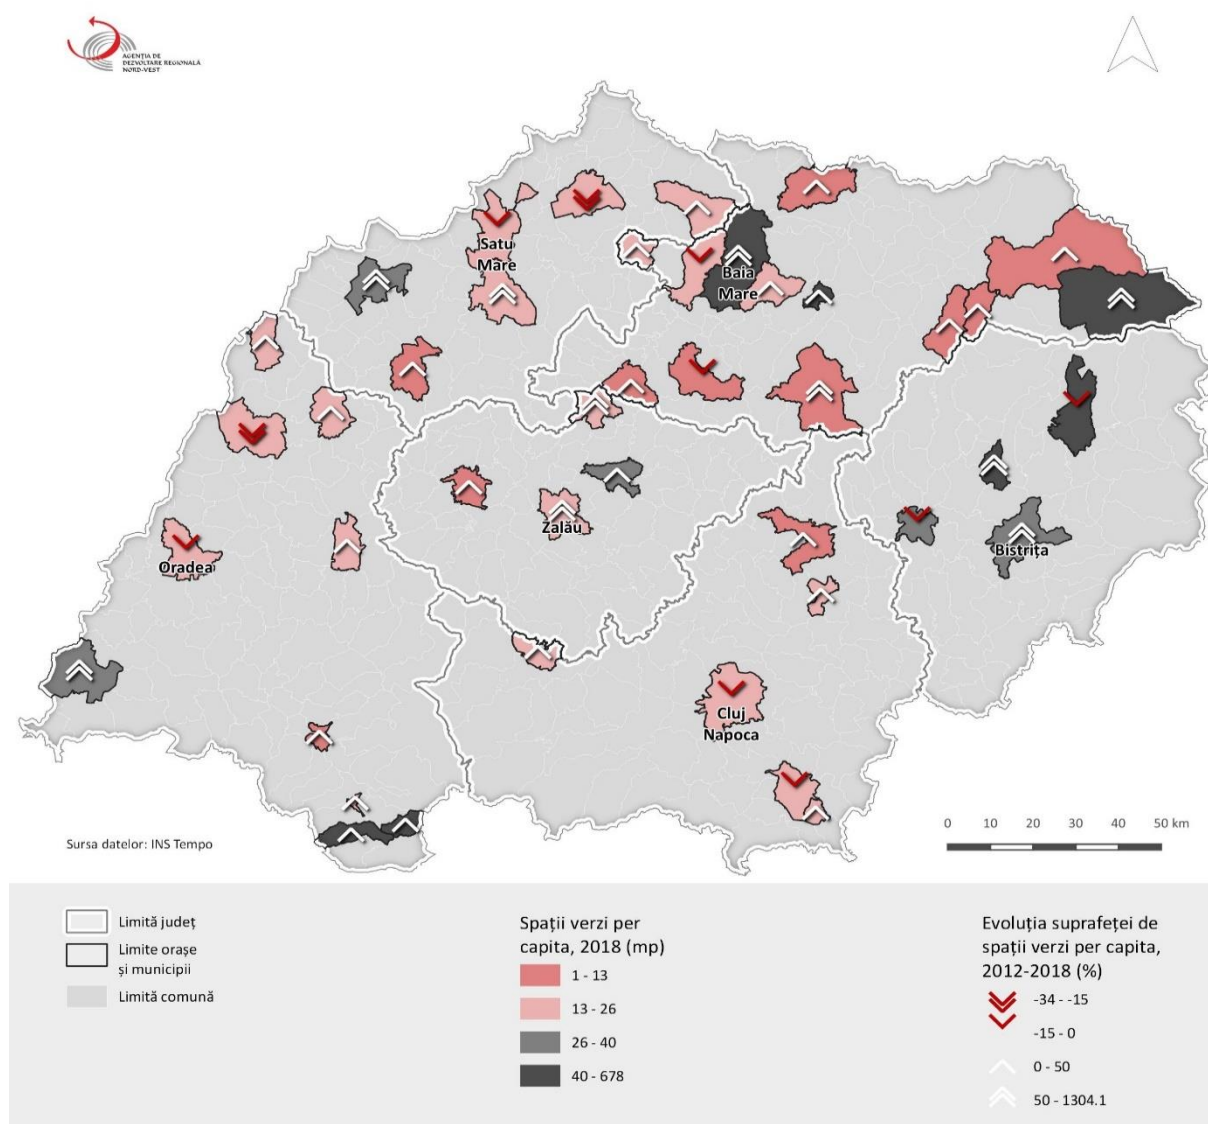 AGENȚIA DE
DEZVOLTARE REGIONALĂ
NORD-VEST
Satu
Mare
Baia
Mare
Zalău
Oradea
Bistrița
Cluj
Napoca
Sursa datelor: INS Tempo
0 10 20 30 40 50 km
Limită județ
Limite orașe
și municipii
Limită comună
Spații verzi per
capita, 2018 (mp)
1 - 13
13 - 26
26 - 40
40 - 678
Evoluția suprafeței de
spații verzi per capita,
2012-2018 (%)
-34 - -15
-15 - 0
0 - 50
50 - 1304.1